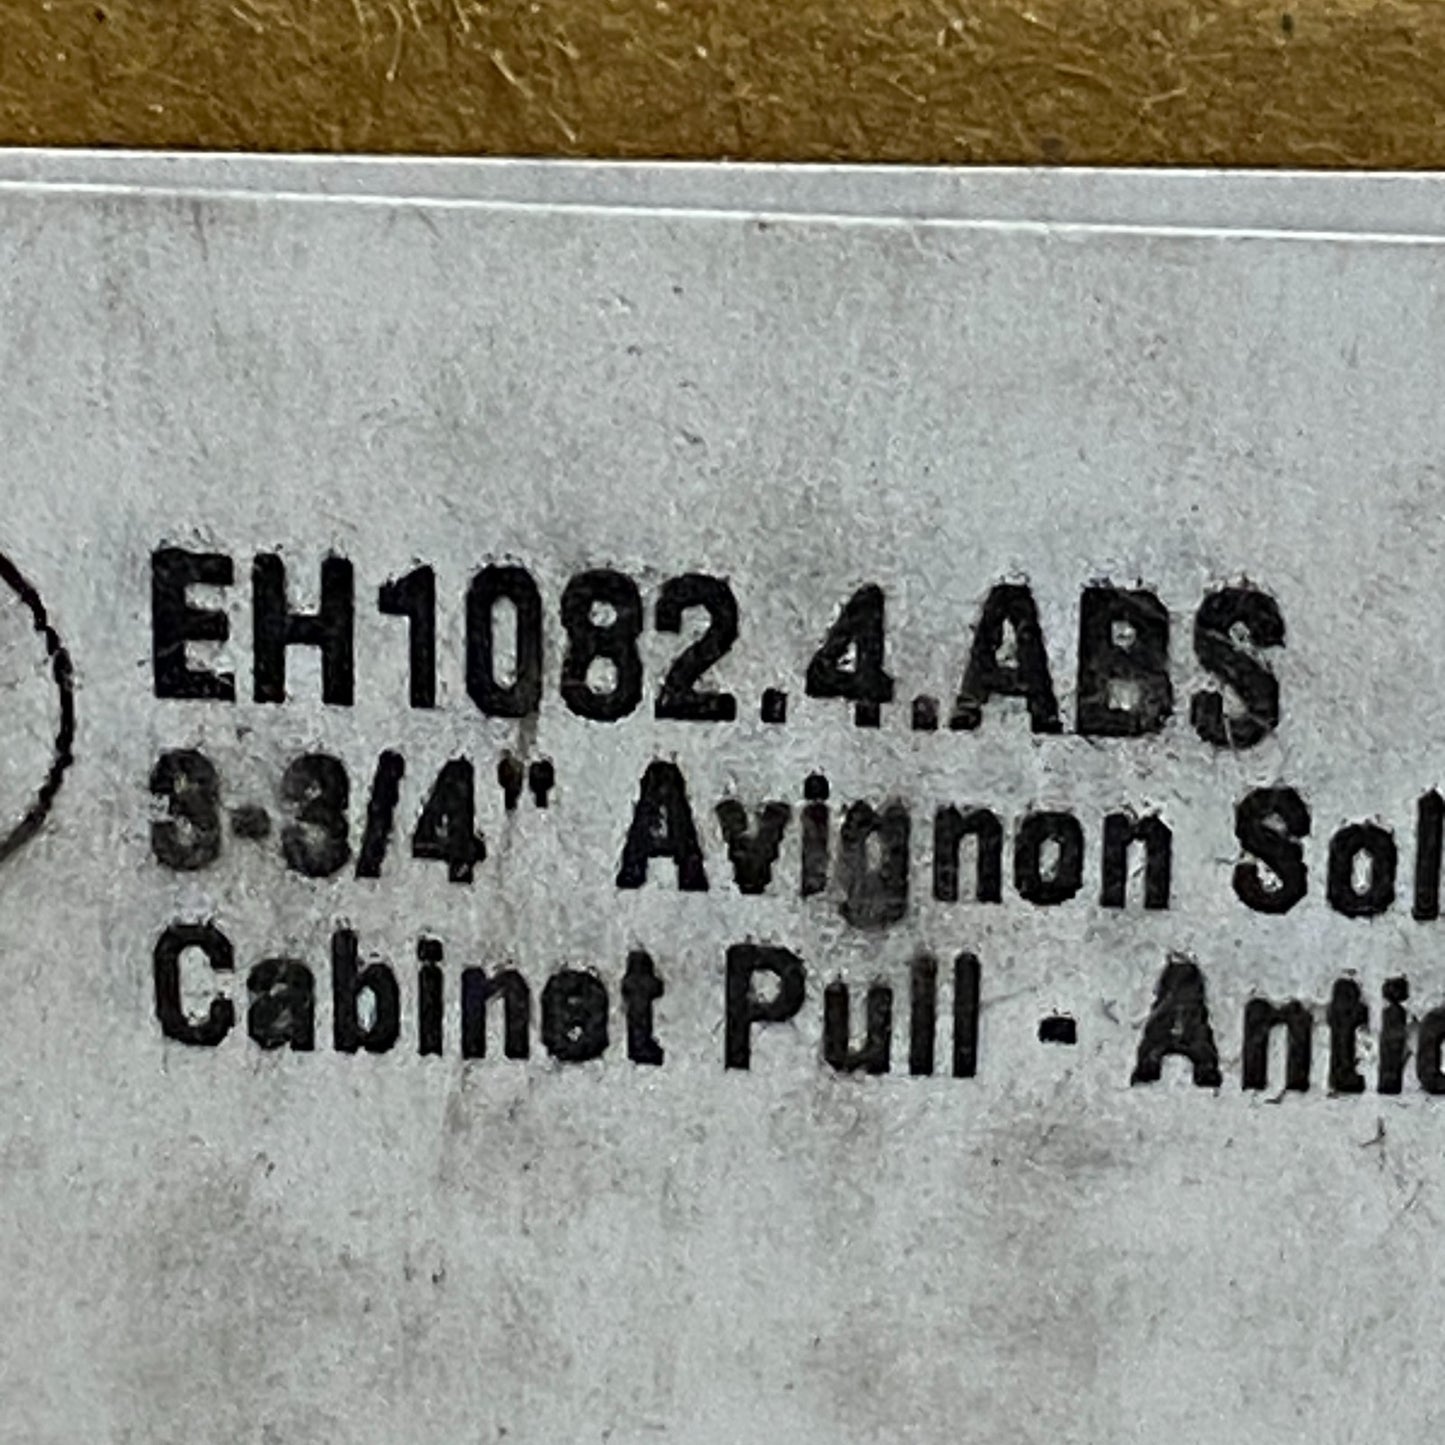 EH1082.4.ABS
3-3/4" Avignon Sol
Cabinet Pull - Antic